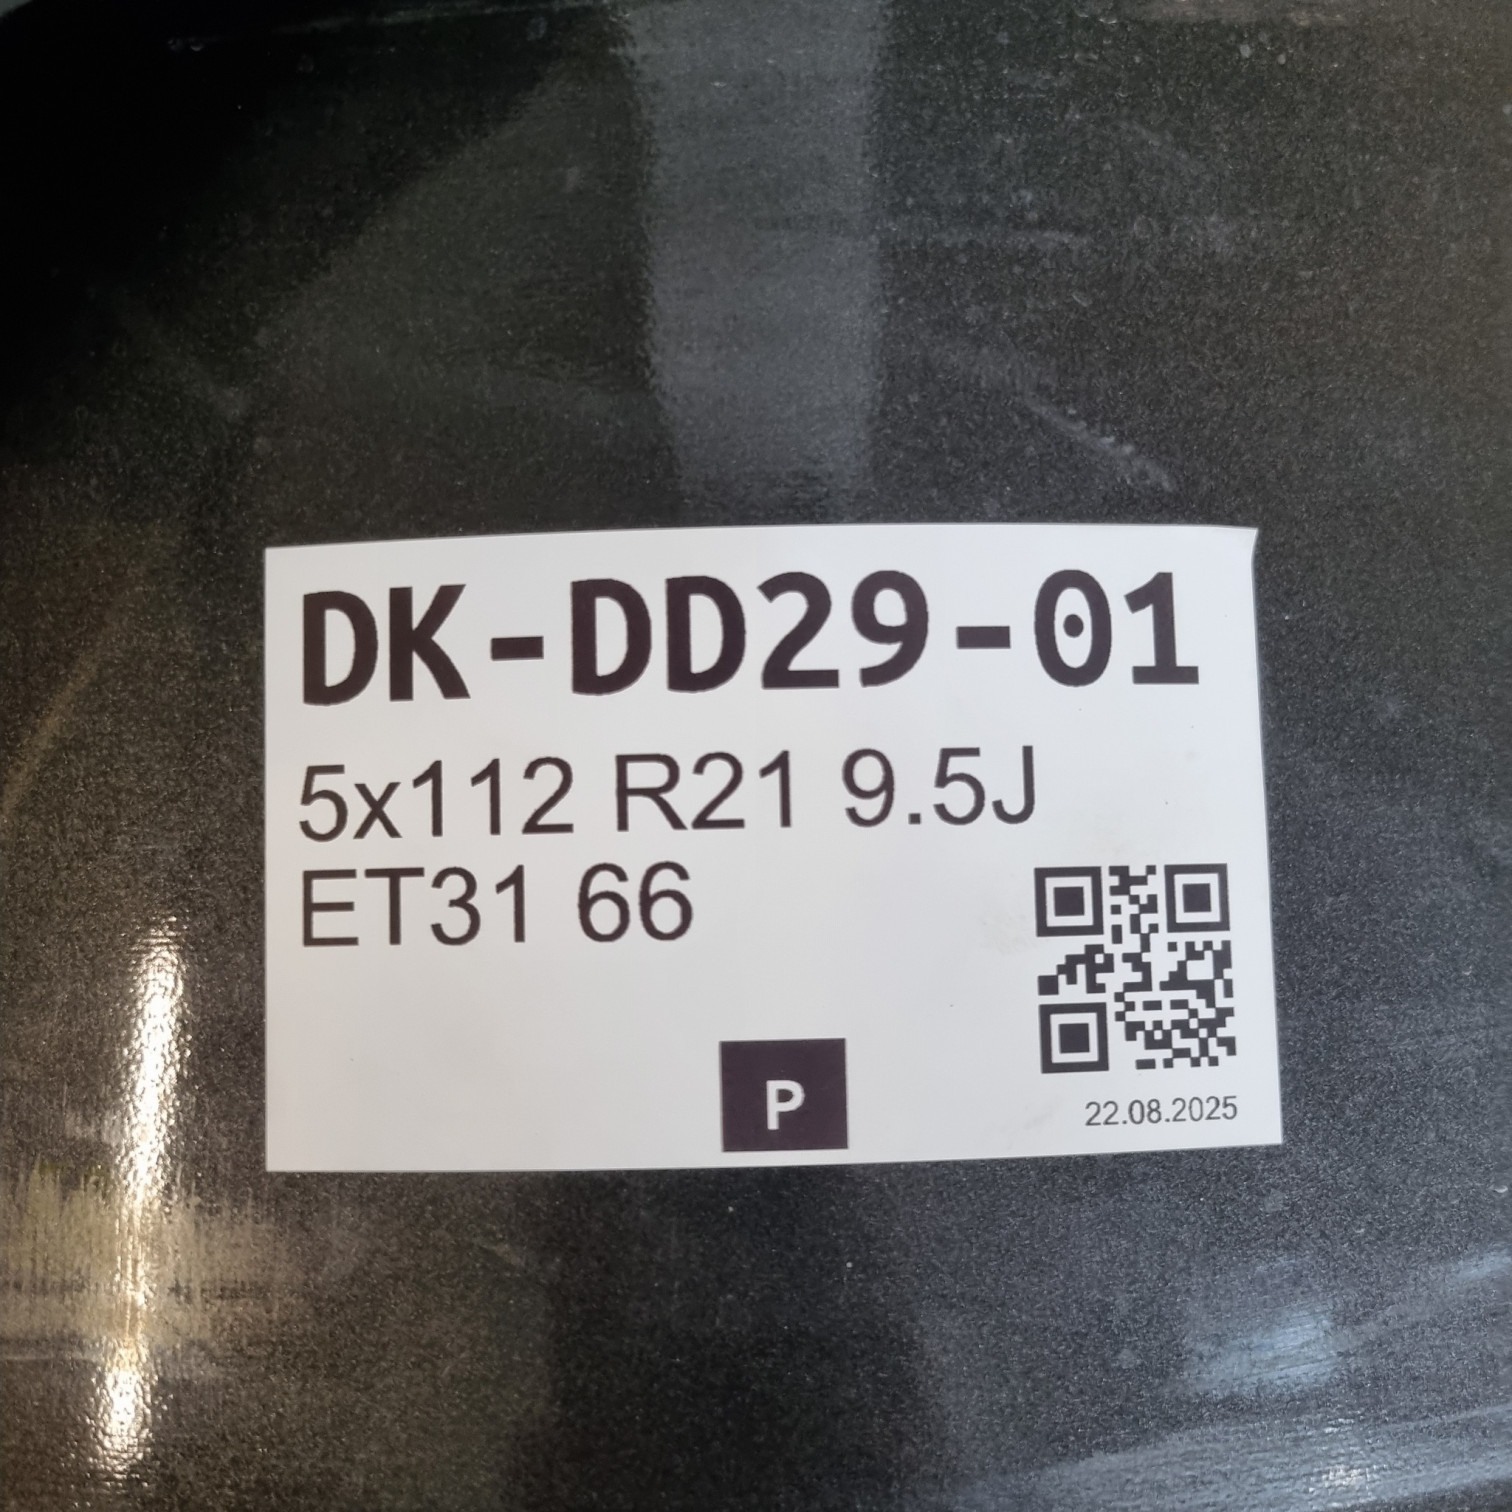 DK-DD29-01
5x112 R21 9.5J
ET31 66
P
22.08.2025